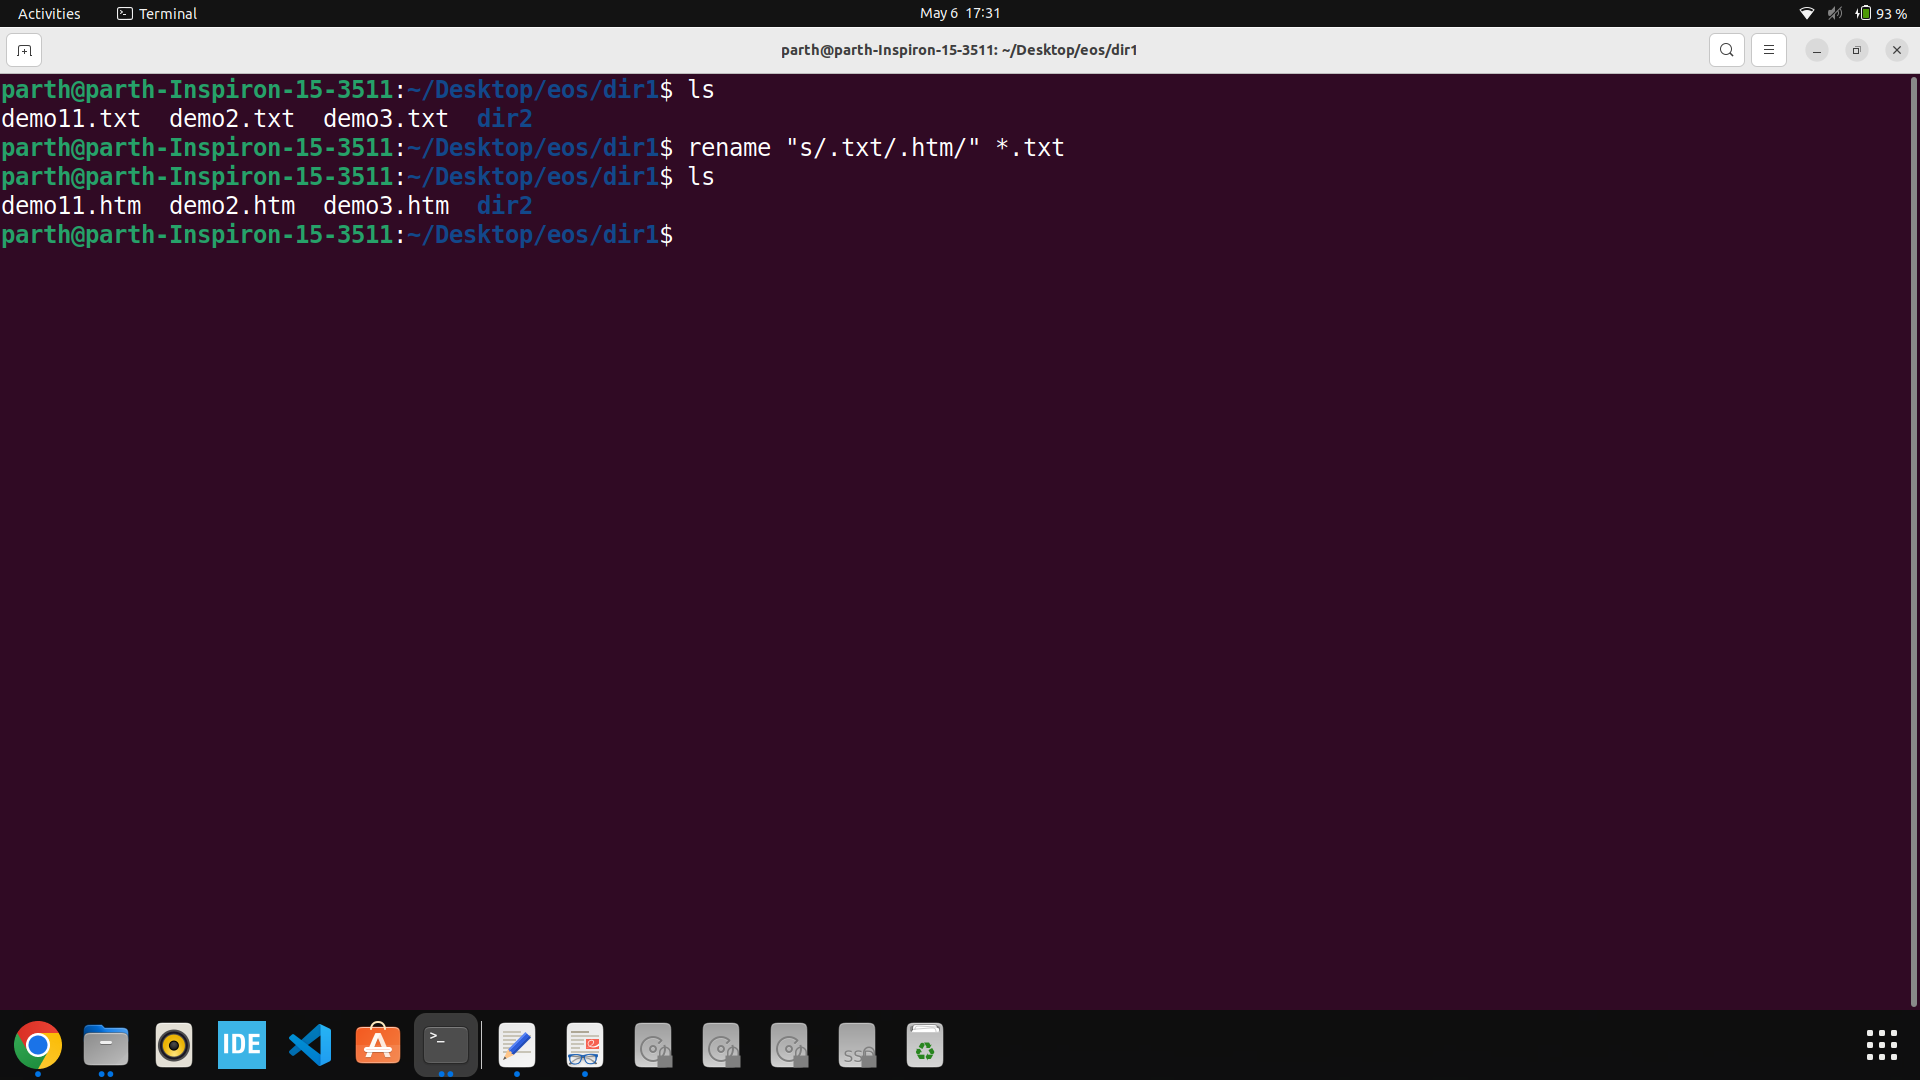 Activities Terminal May 6 17:31 93 %
parth@parth-Inspiron-15-3511: ~/Desktop/eos/dir1
parth@parth-Inspiron-15-3511:~/Desktop/eos/dir1$ ls
demo11.txt  demo2.txt  demo3.txt  dir2
parth@parth-Inspiron-15-3511:~/Desktop/eos/dir1$ rename "s/.txt/.htm/" *.txt
parth@parth-Inspiron-15-3511:~/Desktop/eos/dir1$ ls
demo11.htm  demo2.htm  demo3.htm  dir2
parth@parth-Inspiron-15-3511:~/Desktop/eos/dir1$
IDE >_ SSD